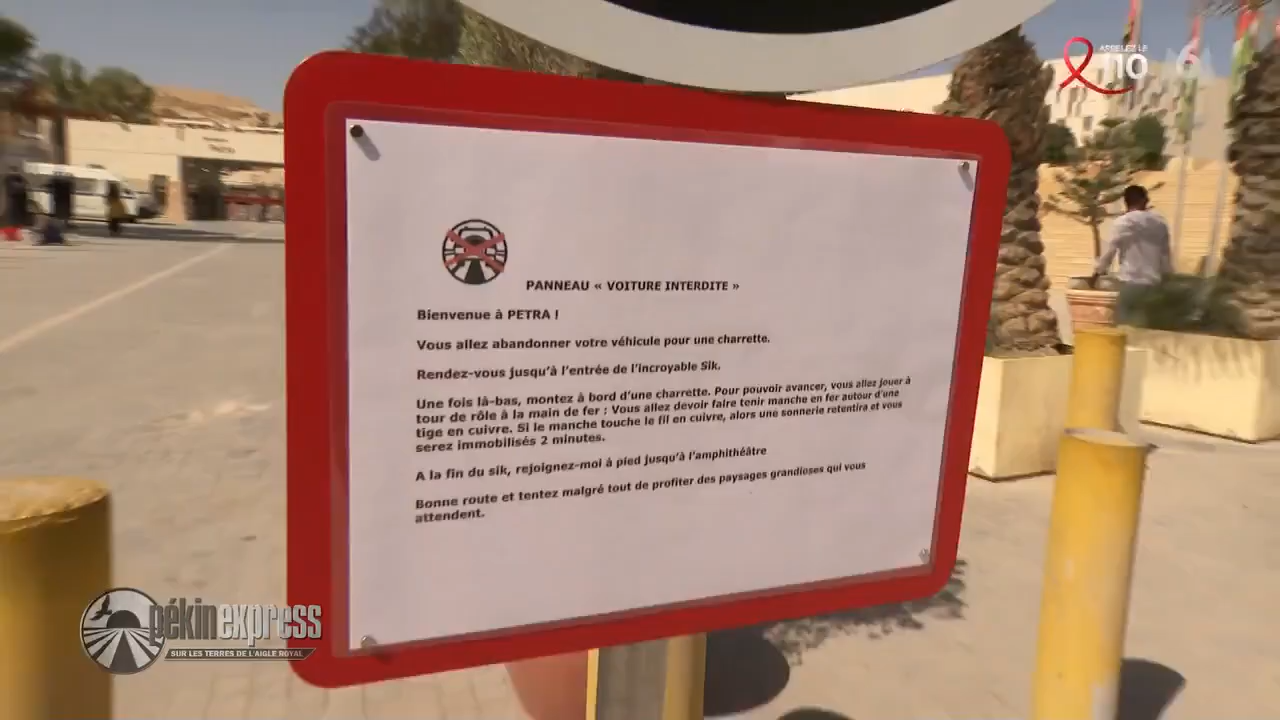 APPELEZ LE
110
6
PANNEAU « VOITURE INTERDITE »
Bienvenue à PETRA !
Vous allez abandonner votre véhicule pour une charrette.
Rendez-vous jusqu'à l'entrée de l'incroyable Sik.
Une fois là-bas, montez à bord d'une charrette. Pour pouvoir avancer, vous allez jouer à
tour de rôle à la main de fer : Vous allez devoir faire tenir manche en fer autour d'une
tige en cuivre. Si le manche touche le fil en cuivre, alors une sonnerie retentira et vous
serez immobilisés 2 minutes.
A la fin du sik, rejoignez-moi à pied jusqu'à l'amphithéâtre
Bonne route et tentez malgré tout de profiter des paysages grandioses qui vous
attendent.
pékinexpress
SUR LES TERRES DE L'AIGLE ROYAL